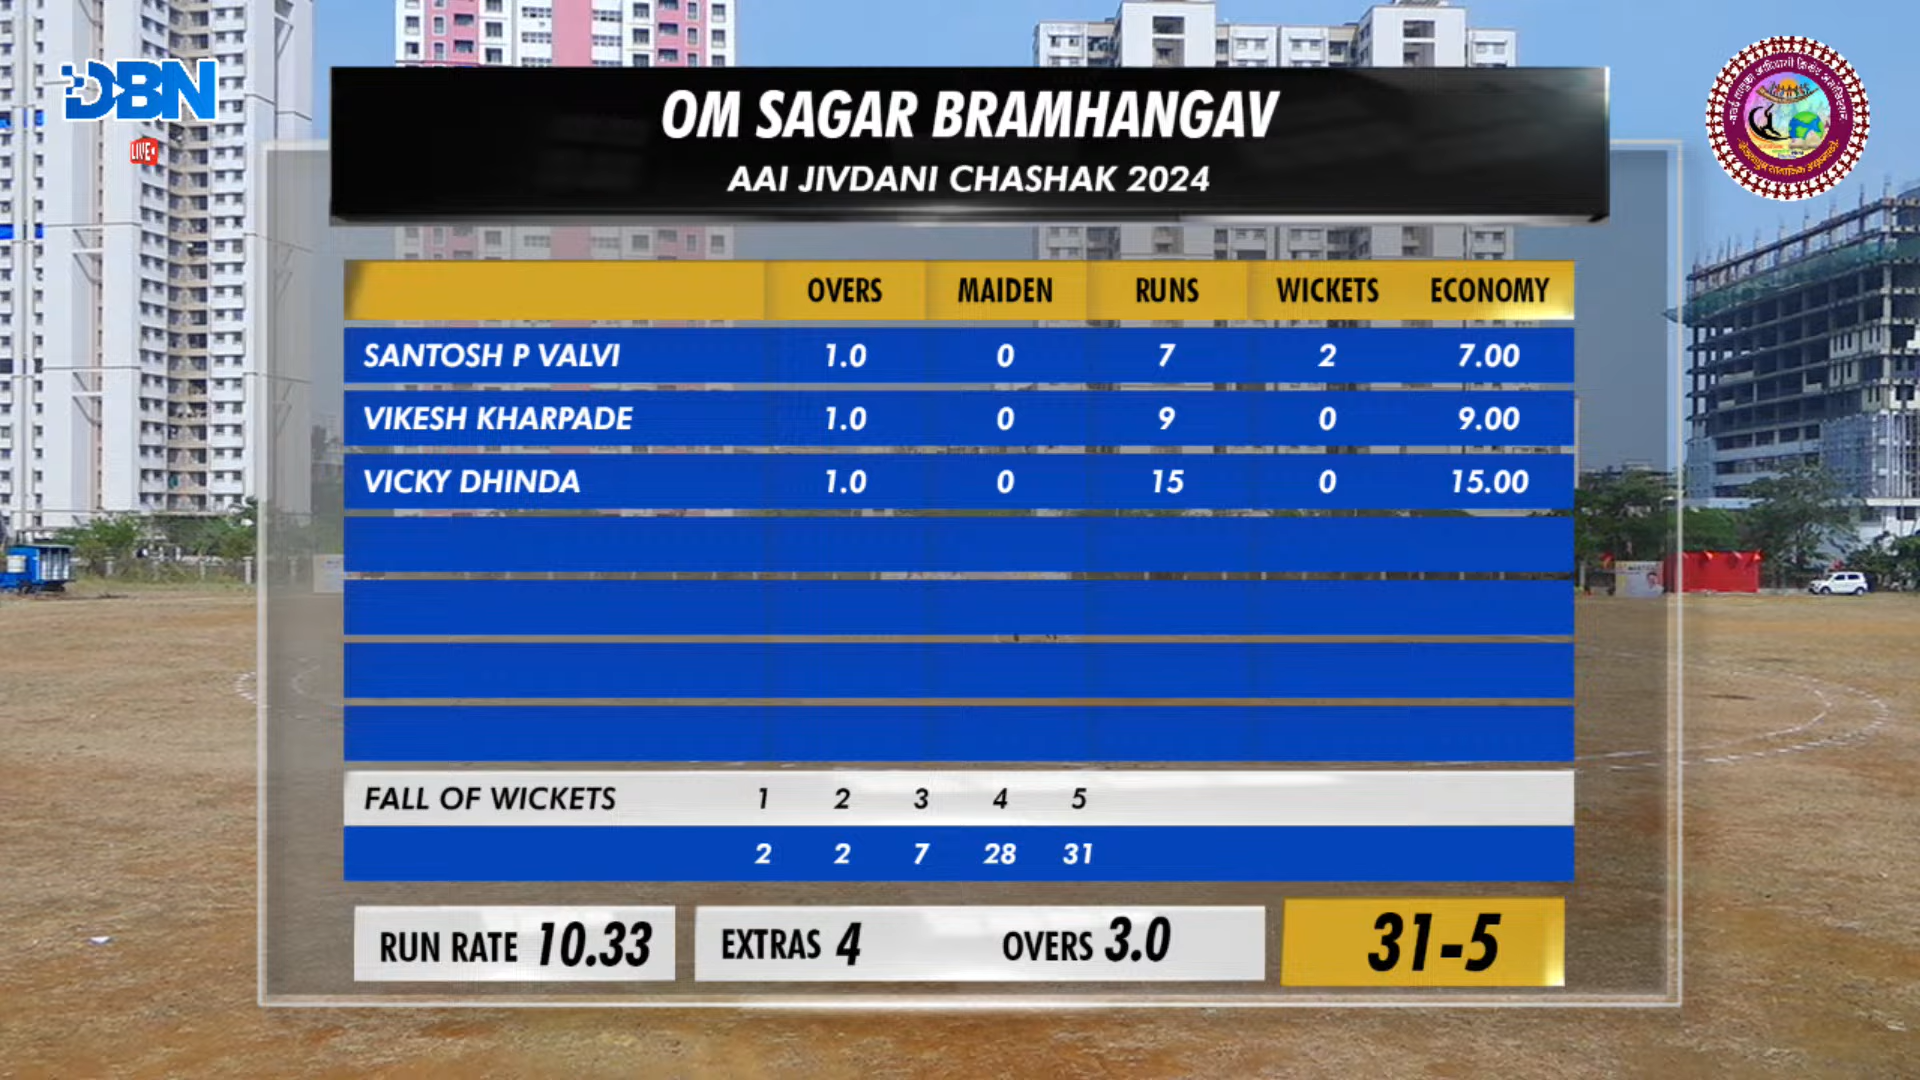 DBN
LIVE
OM SAGAR BRAMHANGAV
AAI JIVDANI CHASHAK 2024
OVERS MAIDEN RUNS WICKETS ECONOMY
SANTOSH P VALVI 1.0 0 7 2 7.00
VIKESH KHARPADE 1.0 0 9 0 9.00
VICKY DHINDA 1.0 0 15 0 15.00
FALL OF WICKETS 1 2 3 4 5
2 2 7 28 31
RUN RATE 10.33 EXTRAS 4 OVERS 3.0 31-5